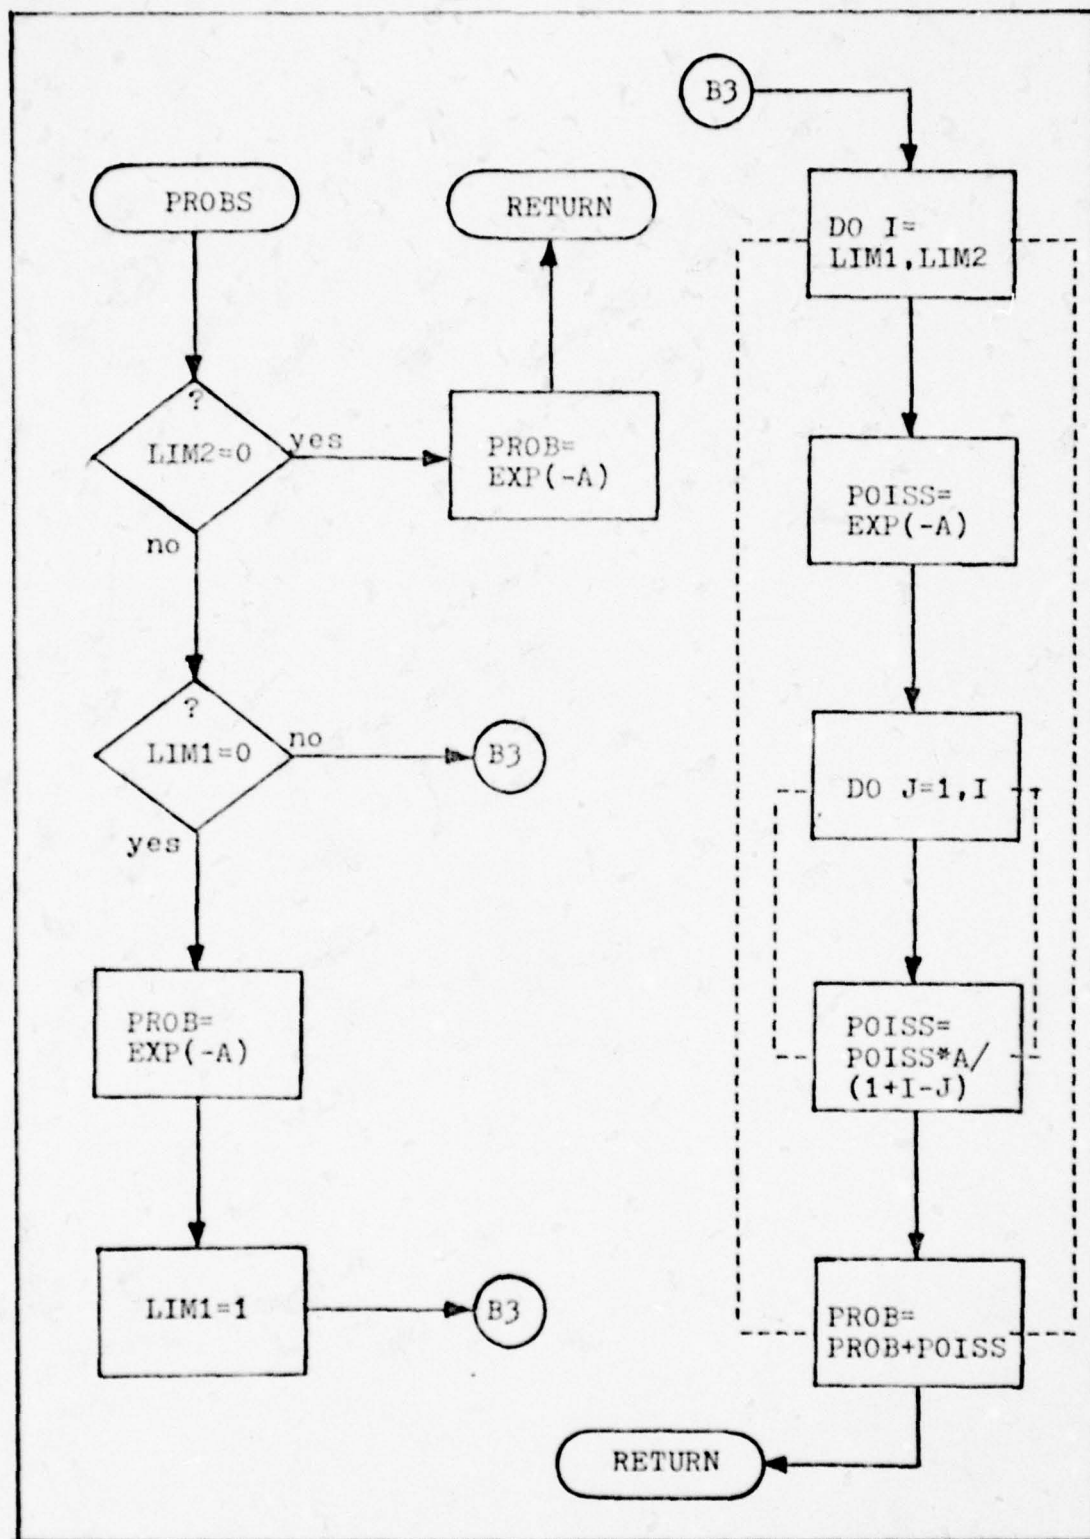 PROBS
?
LIM2=0
yes
no
PROB=
EXP(-A)
RETURN
?
LIM1=0
no
B3
yes
PROB=
EXP(-A)
LIM1=1
B3
B3
DO I=
LIM1,LIM2
POISS=
EXP(-A)
DO J=1,I
POISS=
POISS*A/
(1+I-J)
PROB=
PROB+POISS
RETURN